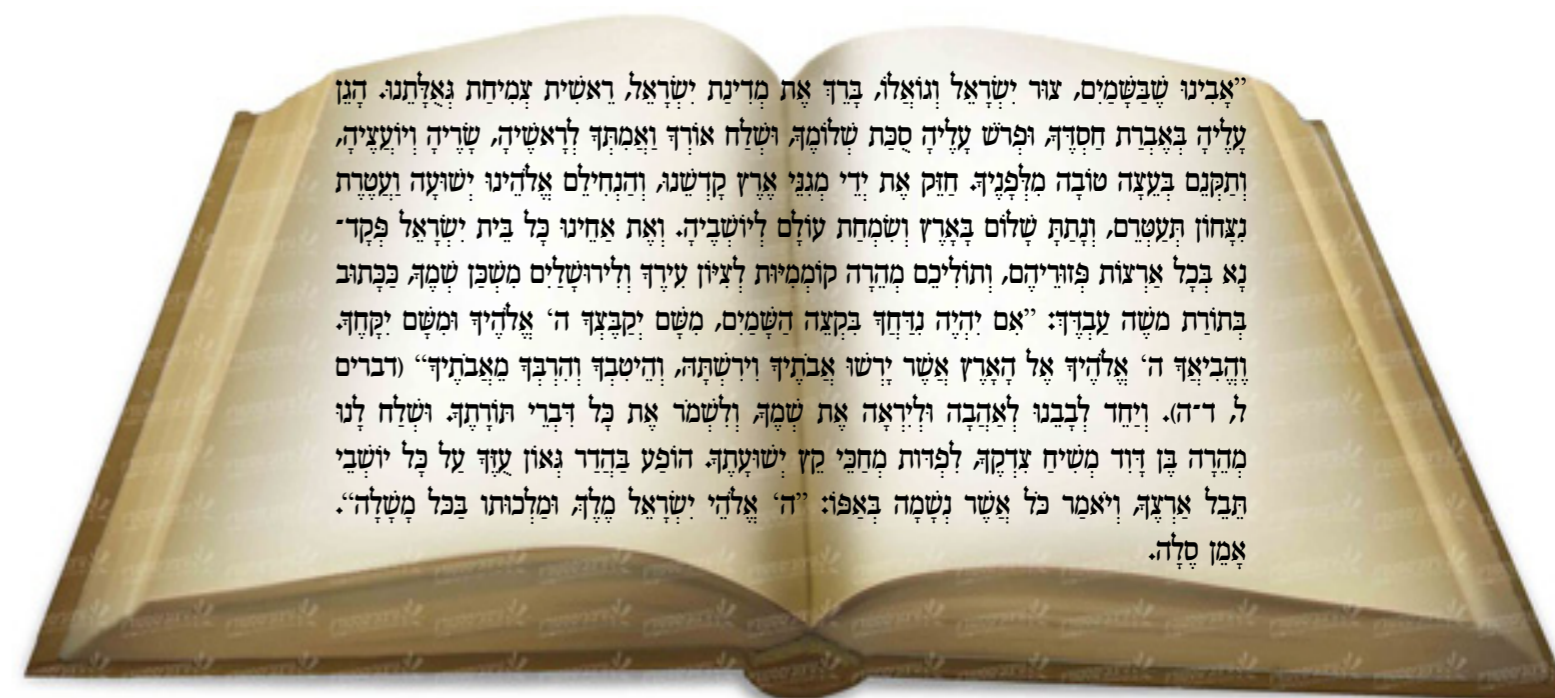 ”אָבִינוּ שֶׁבַּשָּׁמַיִם, צוּר יִשְׂרָאֵל וְגוֹאֲלוֹ, בָּרֵךְ אֶת מְדִינַת יִשְׂרָאֵל, רֵאשִׁית צְמִיחַת גְּאֻלָּתֵנוּ. הָגֵן
עָלֶיהָ בְּאֶבְרַת חַסְדֶּךָ, וּפְרֹשׁ עָלֶיהָ סֻכַּת שְׁלוֹמֶךָ, וּשְׁלַח אוֹרְךָ וַאֲמִתְּךָ לְרָאשֶׁיהָ, שָׂרֶיהָ וְיוֹעֲצֶיהָ,
וְתַקְּנֵם בְּעֵצָה טוֹבָה מִלְּפָנֶיךָ. חַזֵּק אֶת יְדֵי מְגִנֵּי אֶרֶץ קָדְשֵׁנוּ, וְהַנְחִילֵם אֱלֹהֵינוּ יְשׁוּעָה וַעֲטֶרֶת
נִצָּחוֹן תְּעַטְּרֵם, וְנָתַתָּ שָׁלוֹם בָּאָרֶץ וְשִׂמְחַת עוֹלָם לְיוֹשְׁבֶיהָ. וְאֶת אַחֵינוּ כָּל בֵּית יִשְׂרָאֵל פְּקָד־
נָא בְּכָל אַרְצוֹת פְּזוּרֵיהֶם, וְתוֹלִיכֵם מְהֵרָה קוֹמְמִיּוּת לְצִיּוֹן עִירֶךָ וְלִירוּשָׁלַיִם מִשְׁכַּן שְׁמֶךָ, כַּכָּתוּב
בְּתוֹרַת מֹשֶׁה עַבְדֶּךָ: ”אִם יִהְיֶה נִדַּחֲךָ בִּקְצֵה הַשָּׁמַיִם, מִשָּׁם יְקַבֶּצְךָ ה‘ אֱלֹהֶיךָ וּמִשָּׁם יִקָּחֶךָ.
וֶהֱבִיאֲךָ ה‘ אֱלֹהֶיךָ אֶל הָאָרֶץ אֲשֶׁר יָרְשׁוּ אֲבֹתֶיךָ וִירִשְׁתָּהּ, וְהֵיטִבְךָ וְהִרְבְּךָ מֵאֲבֹתֶיךָ“ (דברים
ל, ד־ה). וְיַחֵד לְבָבֵנוּ לְאַהֲבָה וּלְיִרְאָה אֶת שְׁמֶךָ, וְלִשְׁמֹר אֶת כָּל דִּבְרֵי תּוֹרָתֶךָ. וּשְׁלַח לָנוּ
מְהֵרָה בֶּן דָּוִד מְשִׁיחַ צִדְקֶךָ, לִפְדּוֹת מְחַכֵּי קֵץ יְשׁוּעָתֶךָ. הוֹפַע בַּהֲדַר גְּאוֹן עֻזֶּךָ עַל כָּל יוֹשְׁבֵי
תֵּבֵל אַרְצֶךָ, וְיֹאמַר כֹּל אֲשֶׁר נְשָׁמָה בְּאַפּוֹ: ”ה‘ אֱלֹהֵי יִשְׂרָאֵל מֶלֶךְ, וּמַלְכוּתוֹ בַּכֹּל מָשָׁלָה“.
אָמֵן סֶלָה.